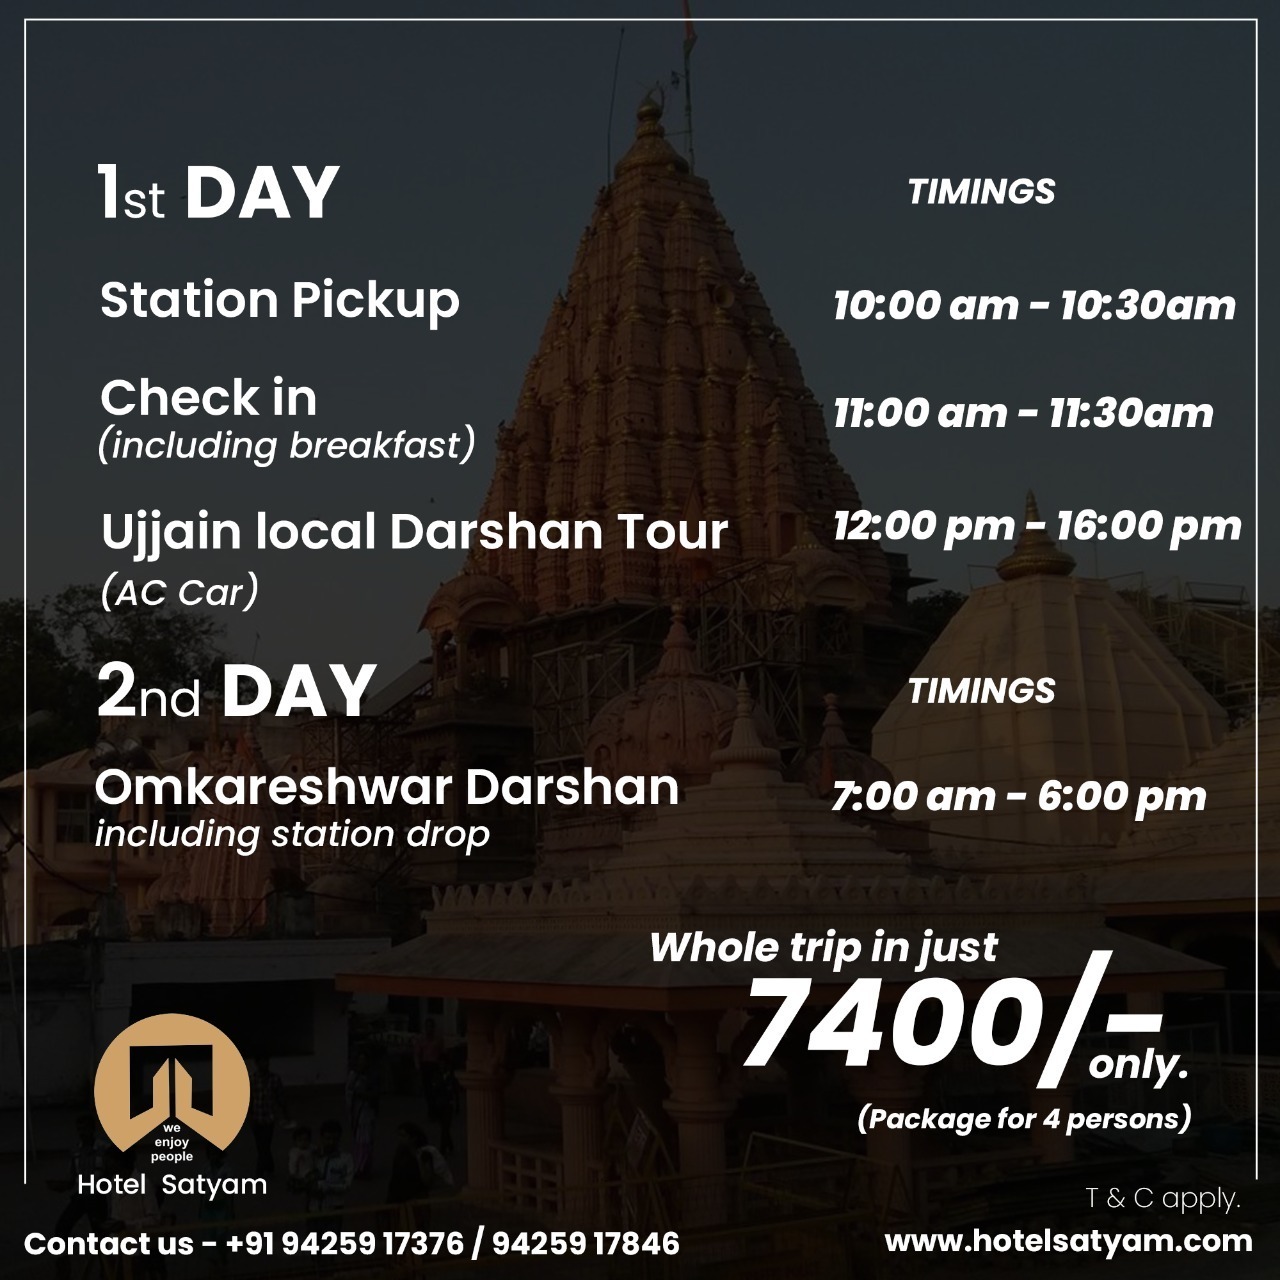 1st DAY TIMINGS
Station Pickup 10:00 am - 10:30am
Check in 11:00 am - 11:30am
(including breakfast)
Ujjain local Darshan Tour 12:00 pm - 16:00 pm
(AC Car)
2nd DAY TIMINGS
Omkareshwar Darshan 7:00 am - 6:00 pm
including station drop
Whole trip in just
7400/-
only.
(Package for 4 persons)
we
enjoy
people
Hotel Satyam
T & C apply.
Contact us - +91 94259 17376 / 94259 17846 www.hotelsatyam.com